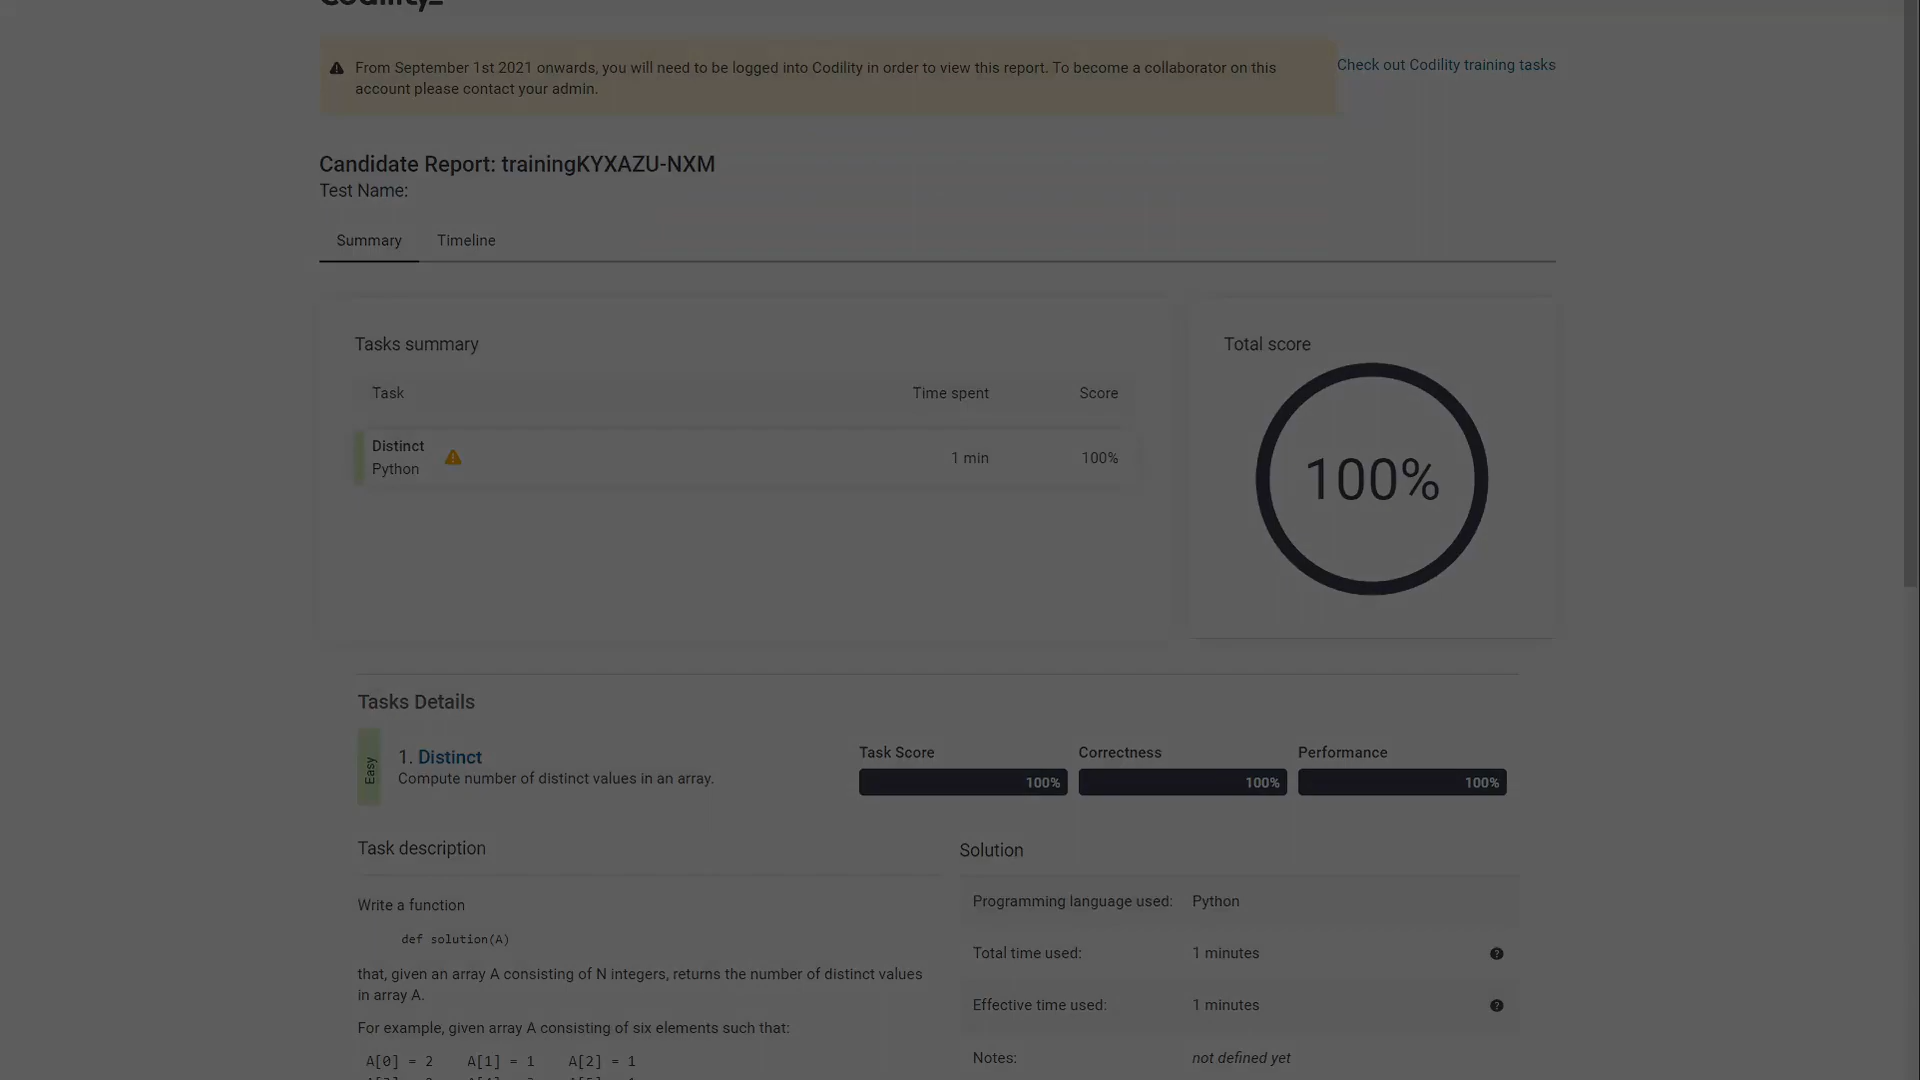 From September 1st 2021 onwards, you will need to be logged into Codility in order to view this report. To become a collaborator on this
account please contact your admin.
Check out Codility training tasks
Candidate Report: trainingKYXAZU-NXM
Test Name:
Summary Timeline
Tasks summary
Task Time spent Score
Distinct
Python
1 min 100%
Total score
100%
Tasks Details
Easy
1. Distinct
Compute number of distinct values in an array.
Task Score Correctness Performance
100% 100% 100%
Task description
Write a function
def solution(A)
that, given an array A consisting of N integers, returns the number of distinct values
in array A.
For example, given array A consisting of six elements such that:
A[0] = 2 A[1] = 1 A[2] = 1
Solution
Programming language used: Python
Total time used: 1 minutes
Effective time used: 1 minutes
Notes: not defined yet